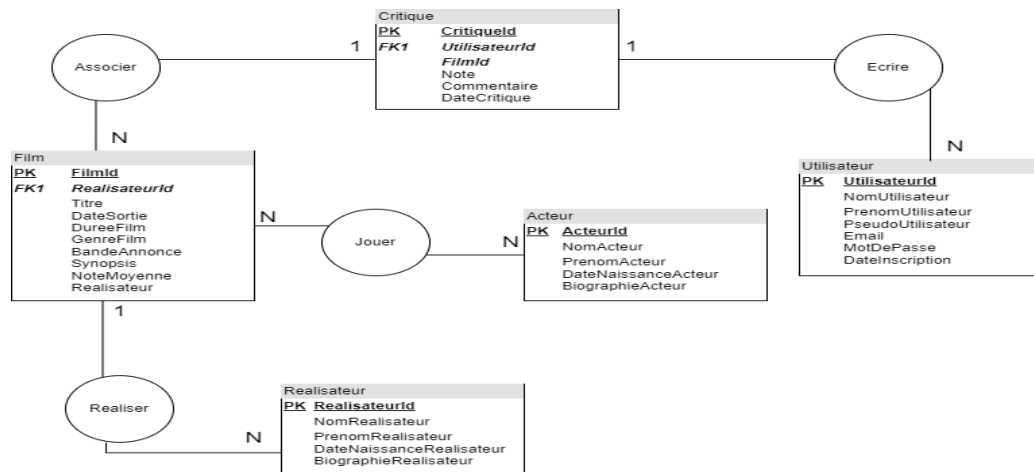 Critique
PK CritiqueId
FK1 UtilisateurId
FilmId
Note
Commentaire
DateCritique
1
1
Associer
Ecrire
N
N
Film
PK FilmId
FK1 RealisateurId
Titre
DateSortie
DureeFilm
GenreFilm
BandeAnnonce
Synopsis
NoteMoyenne
Realisateur
Utilisateur
PK UtilisateurId
NomUtilisateur
PrenomUtilisateur
PseudoUtilisateur
Email
MotDePasse
DateInscription
N
Jouer
N
Acteur
PK ActeurId
NomActeur
PrenomActeur
DateNaissanceActeur
BiographieActeur
1
Realiser
N
Realisateur
PK RealisateurId
NomRealisateur
PrenomRealisateur
DateNaissanceRealisateur
BiographieRealisateur